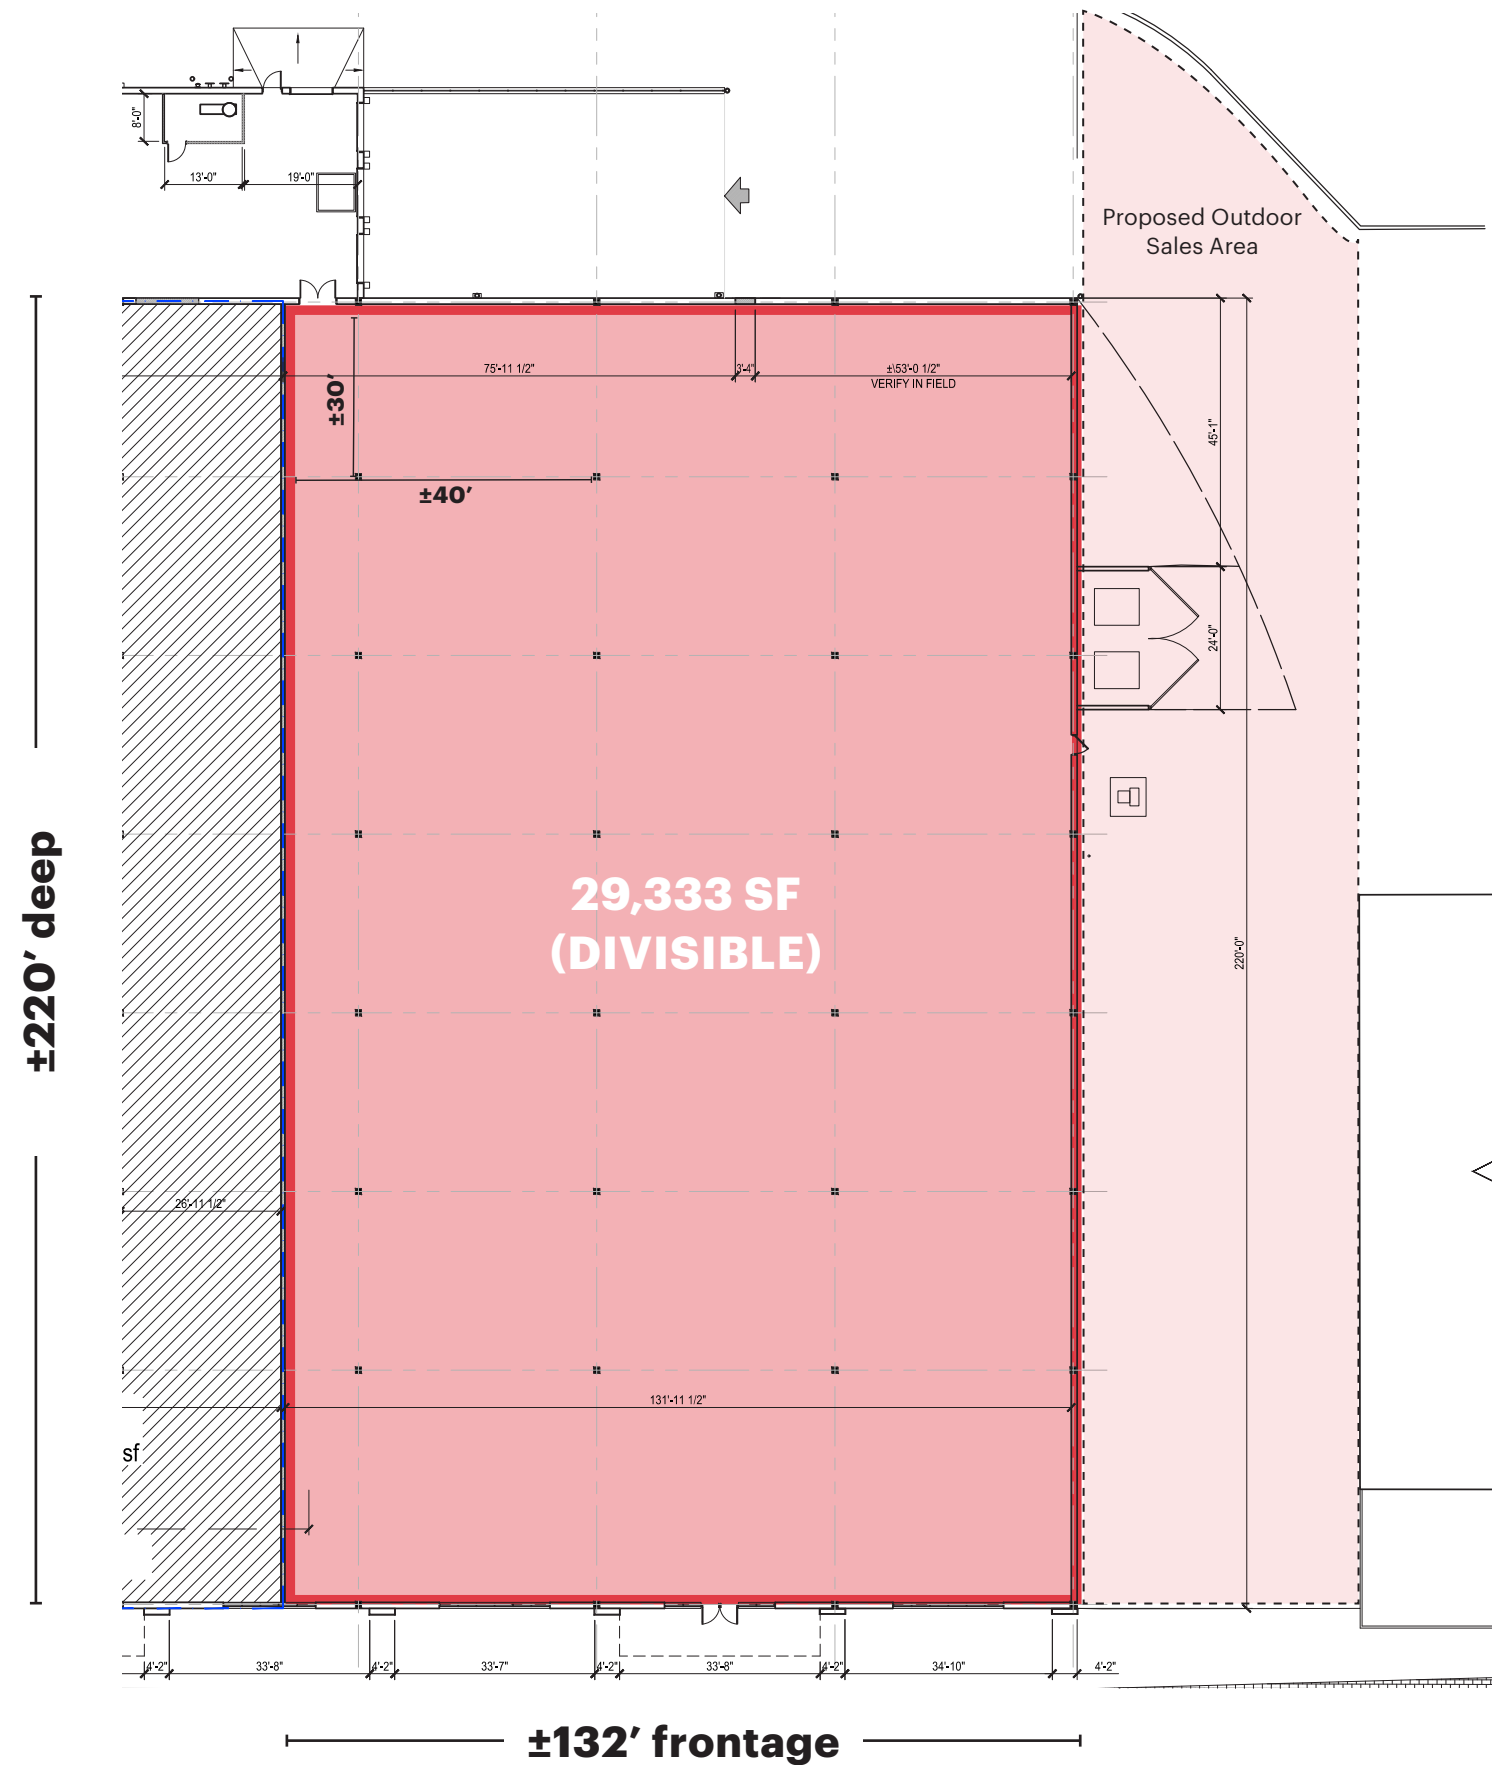 8'-0"
13'-0"
19'-0"
Proposed Outdoor
Sales Area
75'-11 1/2"
3'-4"
±\53'-0 1/2"
VERIFY IN FIELD
±30′
±40′
45'-1"
24'-0"
±220′ deep
29,333 SF
(DIVISIBLE)
220'-0"
26'-11 1/2"
131'-11 1/2"
sf
4'-2"
33'-8"
4'-2"
33'-7"
4'-2"
33'-8"
4'-2"
34'-10"
4'-2"
±132′ frontage